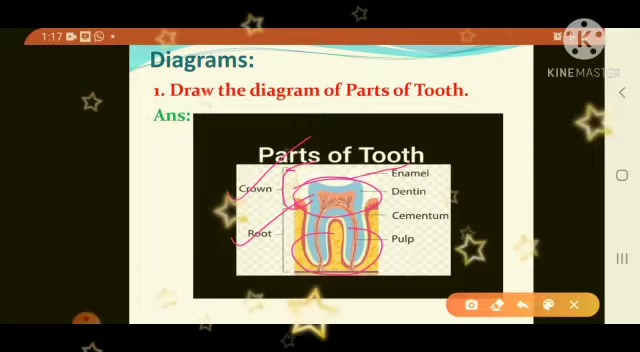 1:17
K
KINEMASTER
Diagrams:
1. Draw the diagram of Parts of Tooth.
Ans:
Parts of Tooth
Enamel
Crown
Dentin
Cementum
Root
Pulp